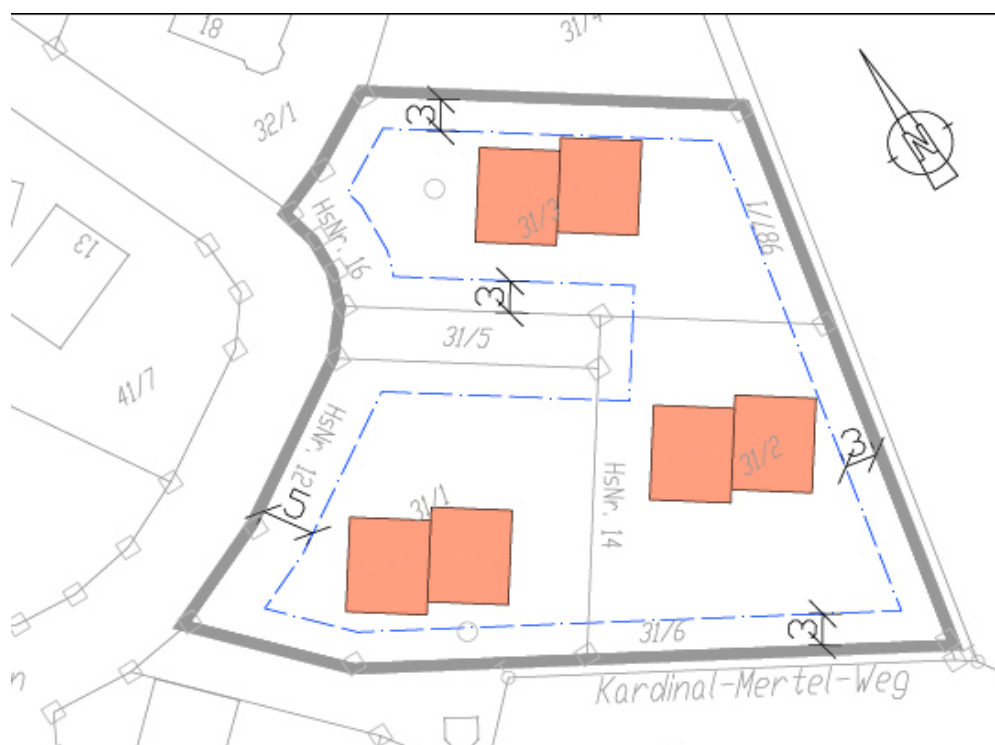 18
31/4
32/1
3
N
13
HsNr. 16
31/3
987/1
3
31/5
41/7
HsNr. 12
3
31/2
5
31/1
HsNr. 14
3
31/6
n
Kardinal-Mertel-Weg